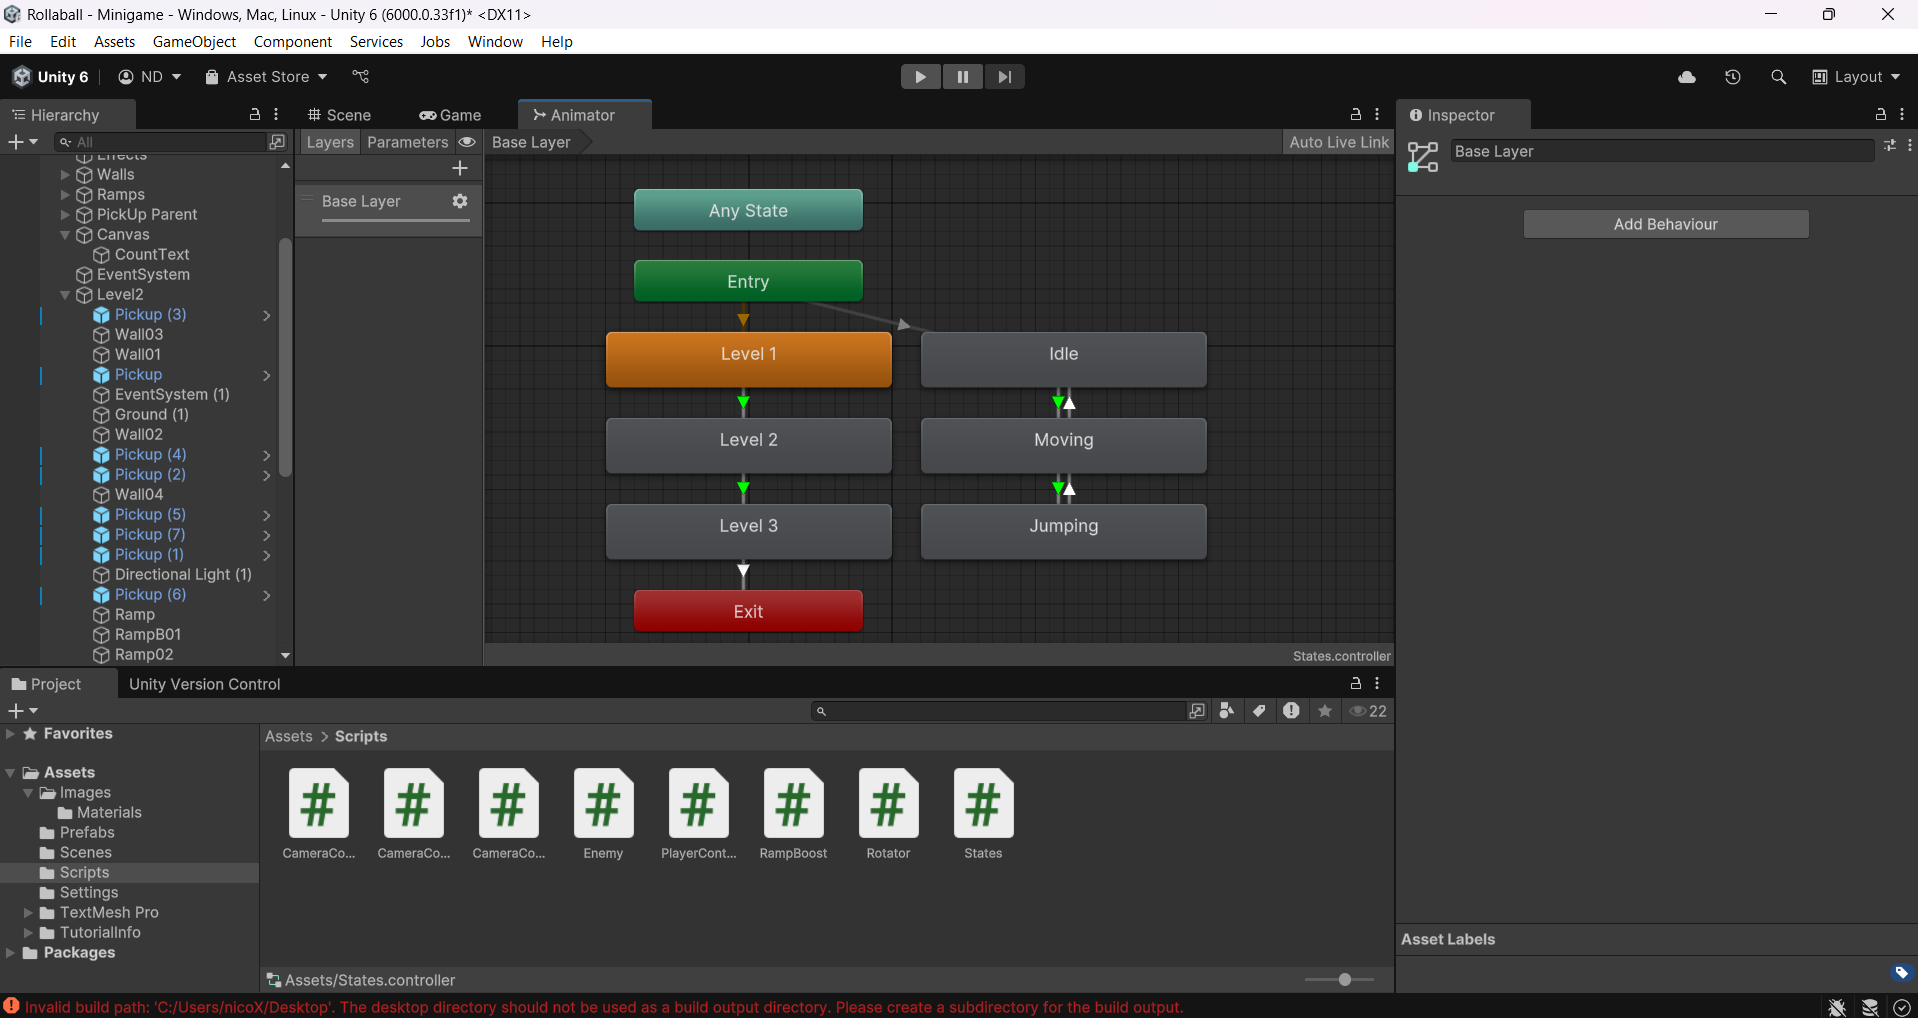 Rollaball - Minigame - Windows, Mac, Linux - Unity 6 (6000.0.33f1)* <DX11>
File Edit Assets GameObject Component Services Jobs Window Help
Unity 6 ND Asset Store Layout
Hierarchy
All
Effects
Walls
Ramps
PickUp Parent
Canvas
CountText
EventSystem
Level2
Pickup (3)
Wall03
Wall01
Pickup
EventSystem (1)
Ground (1)
Wall02
Pickup (4)
Pickup (2)
Wall04
Pickup (5)
Pickup (7)
Pickup (1)
Directional Light (1)
Pickup (6)
Ramp
RampB01
Ramp02
Scene Game Animator
Layers Parameters Base Layer Auto Live Link
Base Layer
Any State
Entry
Level 1 Idle
Level 2 Moving
Level 3 Jumping
Exit
States.controller
Inspector
Base Layer
Add Behaviour
Asset Labels
Project Unity Version Control
22
Favorites
Assets
Images
Materials
Prefabs
Scenes
Scripts
Settings
TextMesh Pro
TutorialInfo
Packages
Assets > Scripts
CameraCo... CameraCo... CameraCo... Enemy PlayerCont... RampBoost Rotator States
Assets/States.controller
Invalid build path: 'C:/Users/nicoX/Desktop'. The desktop directory should not be used as a build output directory. Please create a subdirectory for the build output.